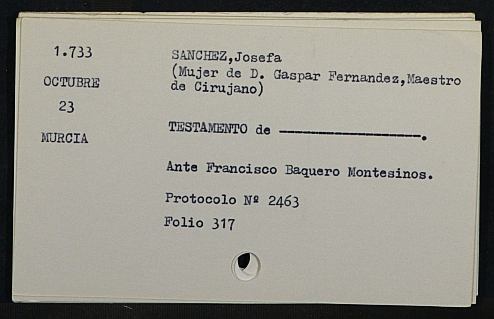 1.733
OCTUBRE
23
MURCIA
SANCHEZ,Josefa
(Mujer de D. Gaspar Fernandez,Maestro
de Cirujano)
TESTAMENTO de ——————————.
Ante Francisco Baquero Montesinos.
Protocolo Nº 2463
Folio 317